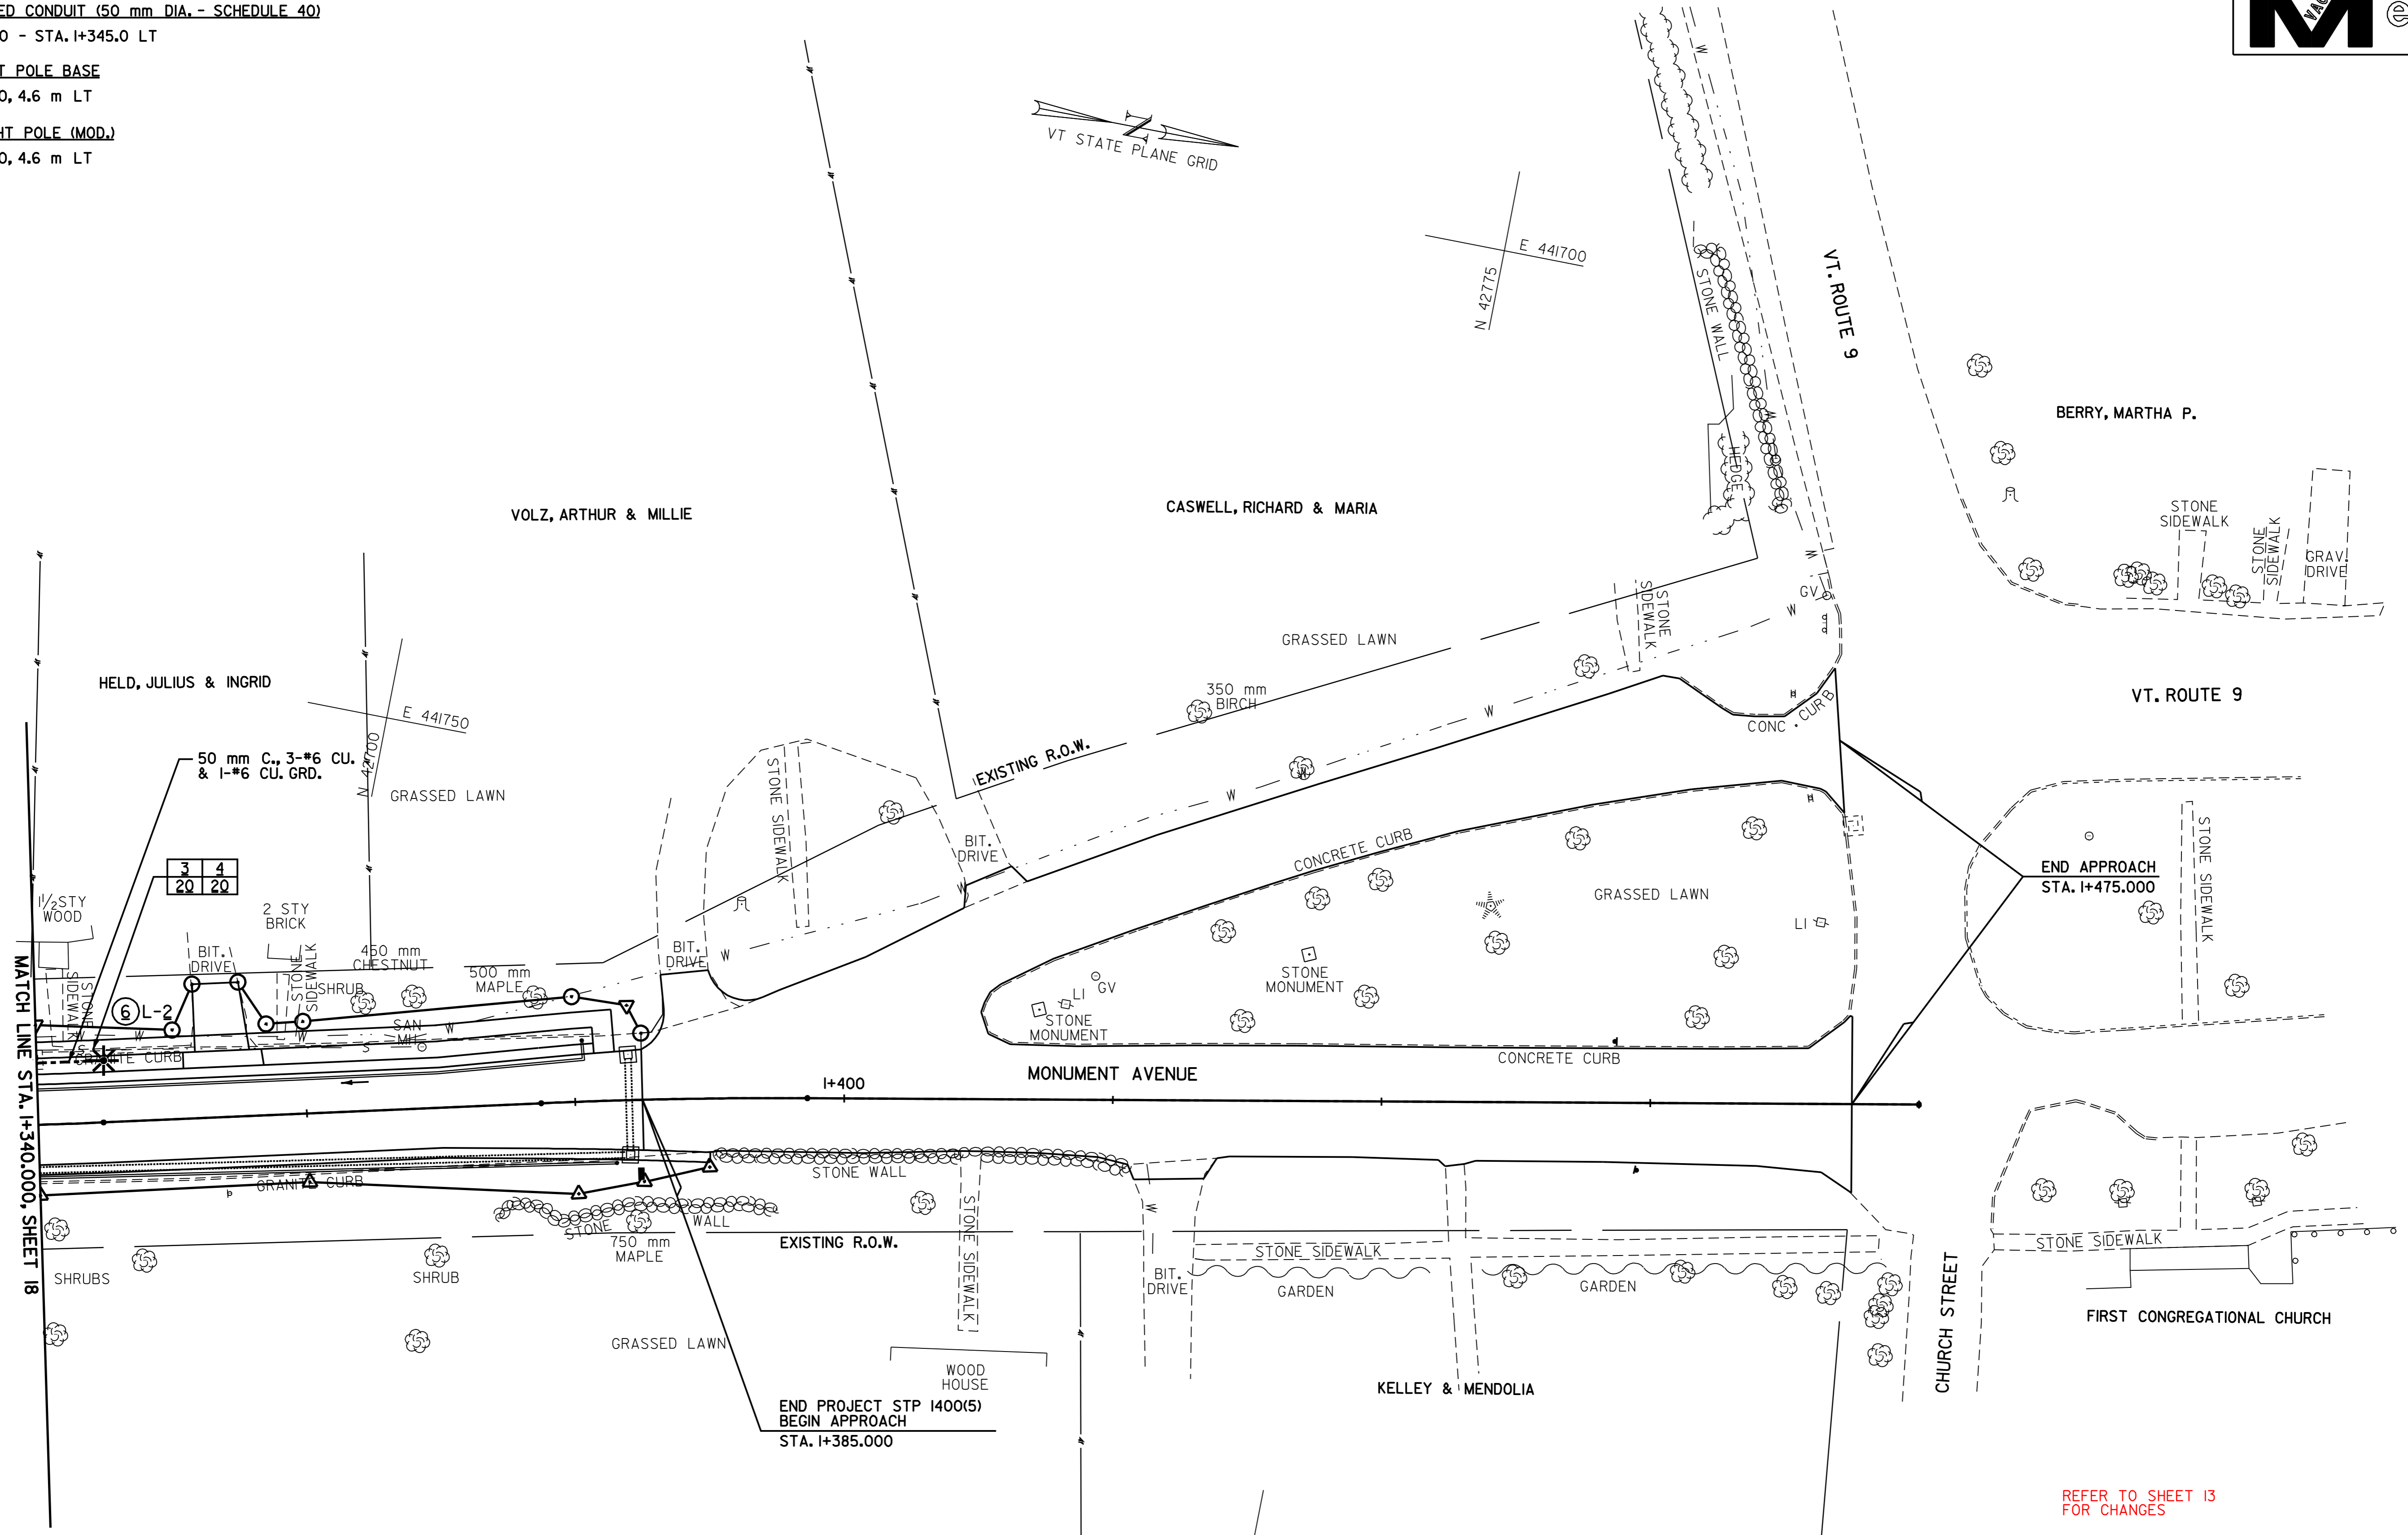 ED CONDUIT (50 mm DIA. - SCHEDULE 40)
0 - STA. 1+345.0 LT
T POLE BASE
0, 4.6 m LT
HT POLE (MOD.)
0, 4.6 m LT
M
VT STATE PLANE GRID
E 441700
N 42775
STONE WALL
HEDGE
VT. ROUTE 9
BERRY, MARTHA P.
STONE
SIDEWALK
STONE
SIDEWALK
GRAV.
DRIVE
VOLZ, ARTHUR & MILLIE
CASWELL, RICHARD & MARIA
GV
STONE
SIDEWALK
GRASSED LAWN
HELD, JULIUS & INGRID
E 441750
N 42700
350 mm
BIRCH
VT. ROUTE 9
CONC. CURB
EXISTING R.O.W.
50 mm C., 3-#6 CU.
& 1-#6 CU. GRD.
GRASSED LAWN
STONE SIDEWALK
W
BIT.
DRIVE
CONCRETE CURB
3 4
20 20
END APPROACH
STA. 1+475.000
STONE SIDEWALK
GRASSED LAWN
1 1/2 STY
WOOD
2 STY
BRICK
BIT.
DRIVE
STONE
SIDEWALK
450 mm
CHESTNUT
SHRUB
500 mm
MAPLE
BIT.
DRIVE
W
LI
STONE
MONUMENT
GV
LI
STONE
MONUMENT
STONE
SIDEWALK
6 L-2
SAN
MH
S
GRANITE CURB
CONCRETE CURB
MONUMENT AVENUE
1+400
MATCH LINE STA. 1+340.000, SHEET 18
GRANITE CURB
STONE WALL
STONE WALL
750 mm
MAPLE
EXISTING R.O.W.
STONE SIDEWALK
STONE SIDEWALK
STONE SIDEWALK
SHRUBS
SHRUB
BIT.
DRIVE
GARDEN
GARDEN
CHURCH STREET
FIRST CONGREGATIONAL CHURCH
GRASSED LAWN
WOOD
HOUSE
KELLEY & MENDOLIA
END PROJECT STP 1400(5)
BEGIN APPROACH
STA. 1+385.000
REFER TO SHEET 13
FOR CHANGES